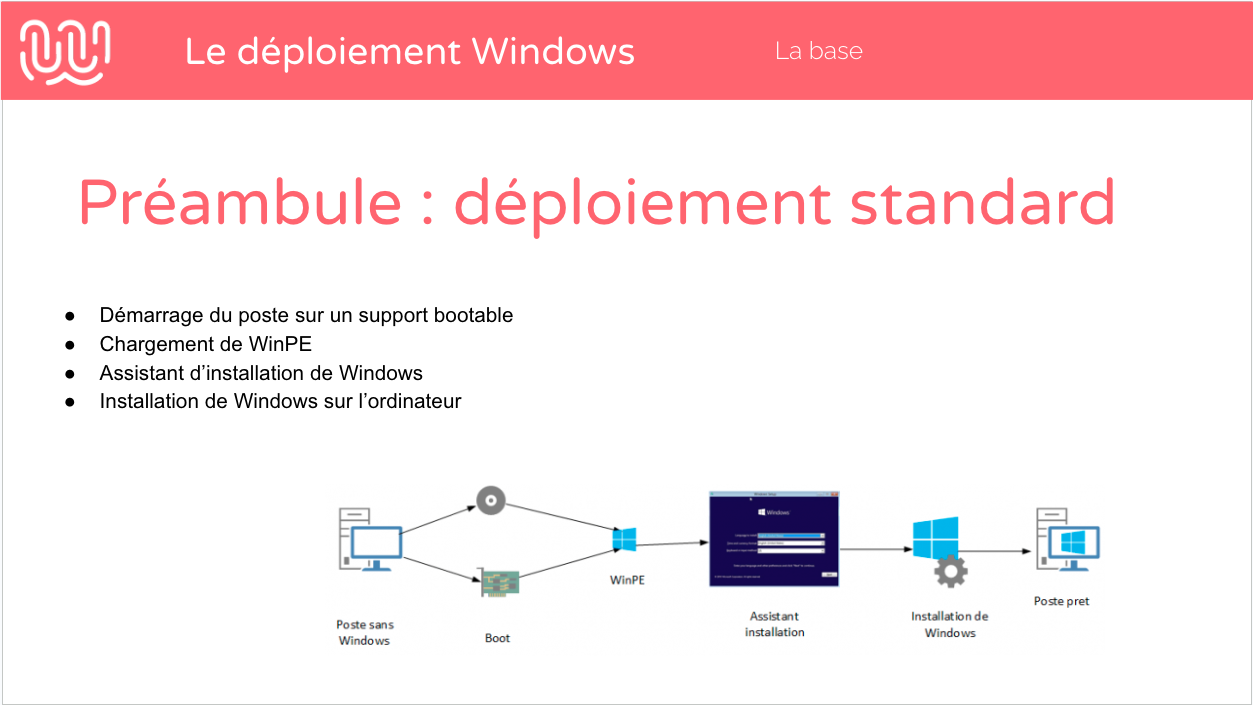 Le déploiement Windows
La base
Préambule : déploiement standard
● Démarrage du poste sur un support bootable
● Chargement de WinPE
● Assistant d’installation de Windows
● Installation de Windows sur l’ordinateur
Poste sans
Windows
Boot
WinPE
Windows
Assistant
installation
Installation de
Windows
Poste pret